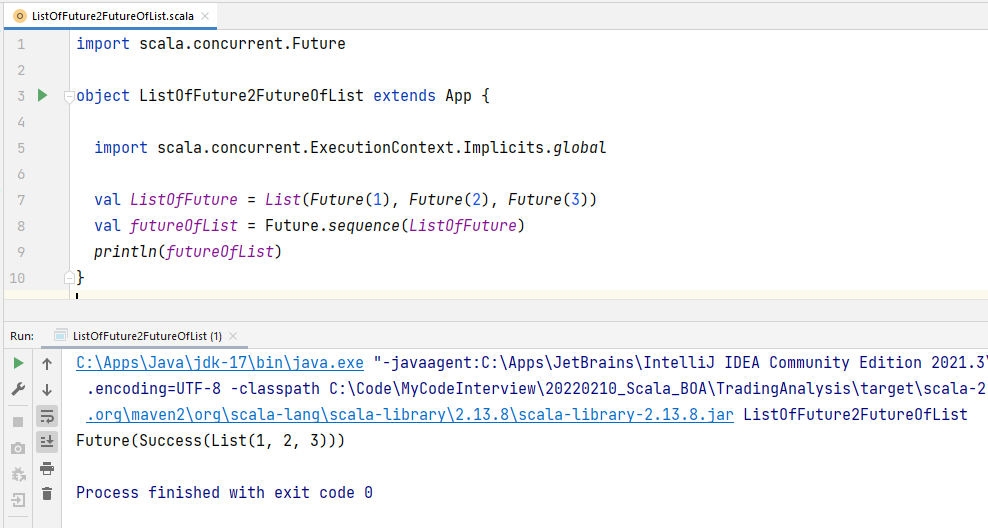 ListOfFuture2FutureOfList.scala
1 import scala.concurrent.Future
2
3 object ListOfFuture2FutureOfList extends App {
4
5 import scala.concurrent.ExecutionContext.Implicits.global
6
7 val ListOfFuture = List(Future(1), Future(2), Future(3))
8 val futureOfList = Future.sequence(ListOfFuture)
9 println(futureOfList)
10 }
Run: ListOfFuture2FutureOfList (1)
C:\Apps\Java\jdk-17\bin\java.exe "-javaagent:C:\Apps\JetBrains\IntelliJ IDEA Community Edition 2021.3\
.encoding=UTF-8 -classpath C:\Code\MyCodeInterview\20220210_Scala_BOA\TradingAnalysis\target\scala-2
.org\maven2\org\scala-lang\scala-library\2.13.8\scala-library-2.13.8.jar ListOfFuture2FutureOfList
Future(Success(List(1, 2, 3)))
Process finished with exit code 0